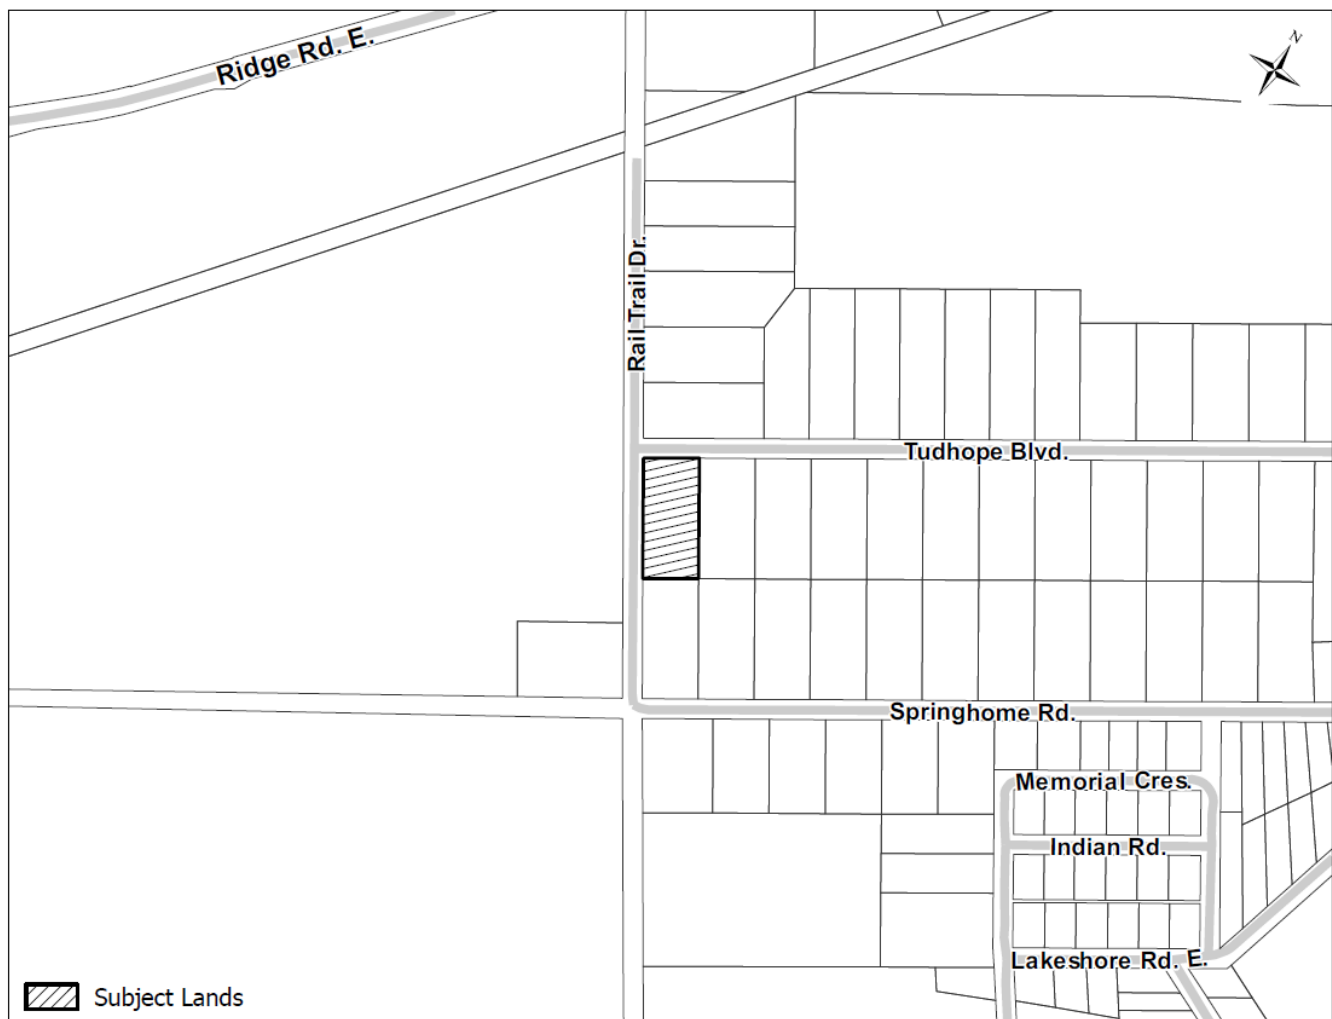 Ridge Rd. E.
N
Rail Trail Dr.
Tudhope Blvd.
Springhome Rd.
Memorial Cres.
Indian Rd.
Lakeshore Rd. E.
Subject Lands